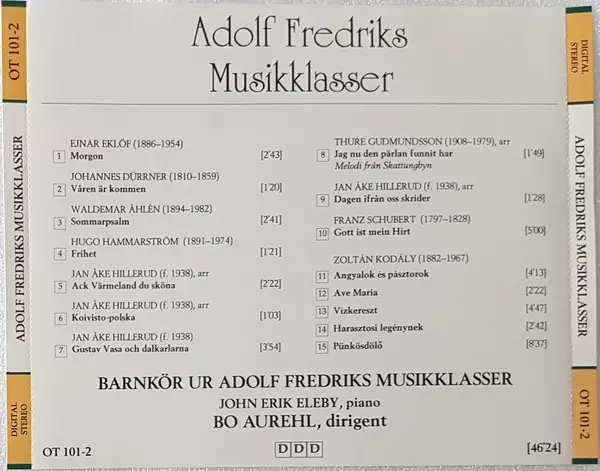 Adolf Fredriks
Musikklasser
EJNAR EKLÖF (1886–1954)
1 Morgon [2'43]
JOHANNES DÜRRNER (1810–1859)
2 Våren är kommen [1'20]
WALDEMAR ÅHLÉN (1894–1982)
3 Sommarpsalm [2'41]
HUGO HAMMARSTRÖM (1891–1974)
4 Frihet [1'21]
JAN ÅKE HILLERUD (f. 1938), arr
5 Ack Värmeland du sköna [2'22]
JAN ÅKE HILLERUD (f. 1938), arr
6 Koivisto-polska [1'03]
JAN ÅKE HILLERUD (f. 1938)
7 Gustav Vasa och dalkarlarna [3'54]
THURE GUDMUNDSSON (1908–1979), arr
8 Jag nu den pärlan funnit har [1'49]
Melodi från Skattungbyn
JAN ÅKE HILLERUD (f. 1938), arr
9 Dagen ifrån oss skrider [1'28]
FRANZ SCHUBERT (1797–1828)
10 Gott ist mein Hirt [5'00]
ZOLTÁN KODÁLY (1882–1967)
11 Angyalok és pásztorok [4'13]
12 Ave Maria [2'22]
13 Vizkereszt [4'47]
14 Harasztosi legénynek [2'42]
15 Pünkösdölő [8'37]
BARNKÖR UR ADOLF FREDRIKS MUSIKKLASSER
JOHN ERIK ELEBY, piano
BO AUREHL, dirigent
OT 101-2 DDD [46'24]
OT 101-2
ADOLF FREDRIKS MUSIKKLASSER
DIGITAL
STEREO
DIGITAL
STEREO
ADOLF FREDRIKS MUSIKKLASSER
OT 101-2